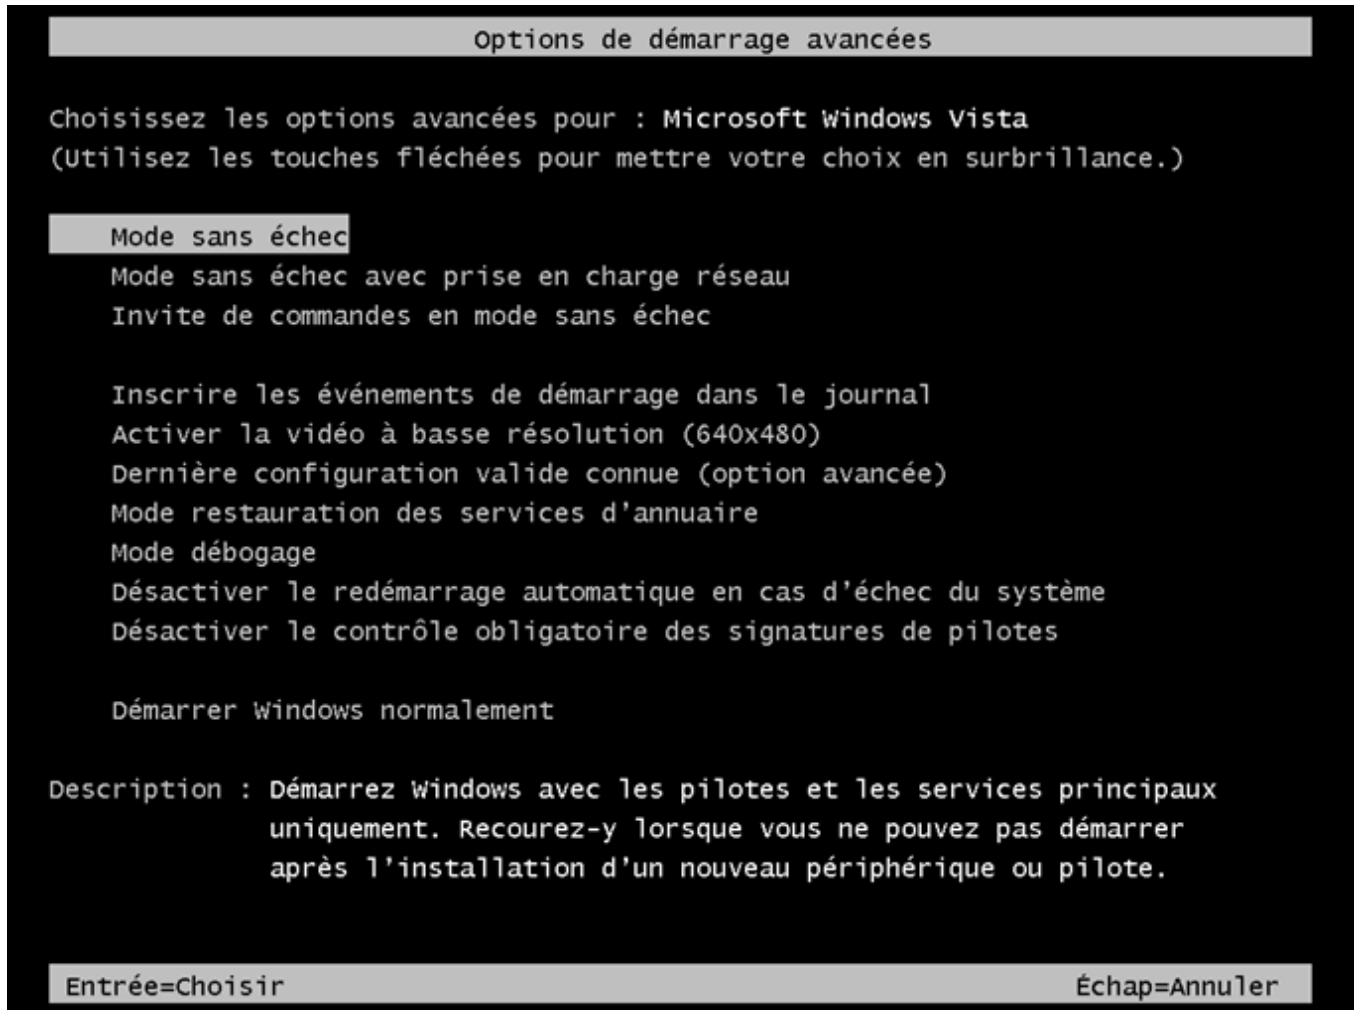 Options de démarrage avancées
Choisissez les options avancées pour : Microsoft Windows Vista
(Utilisez les touches fléchées pour mettre votre choix en surbrillance.)
Mode sans échec
Mode sans échec avec prise en charge réseau
Invite de commandes en mode sans échec
Inscrire les événements de démarrage dans le journal
Activer la vidéo à basse résolution (640x480)
Dernière configuration valide connue (option avancée)
Mode restauration des services d'annuaire
Mode débogage
Désactiver le redémarrage automatique en cas d'échec du système
Désactiver le contrôle obligatoire des signatures de pilotes
Démarrer Windows normalement
Description : Démarrez Windows avec les pilotes et les services principaux
uniquement. Recourez-y lorsque vous ne pouvez pas démarrer
après l'installation d'un nouveau périphérique ou pilote.
Entrée=Choisir Échap=Annuler